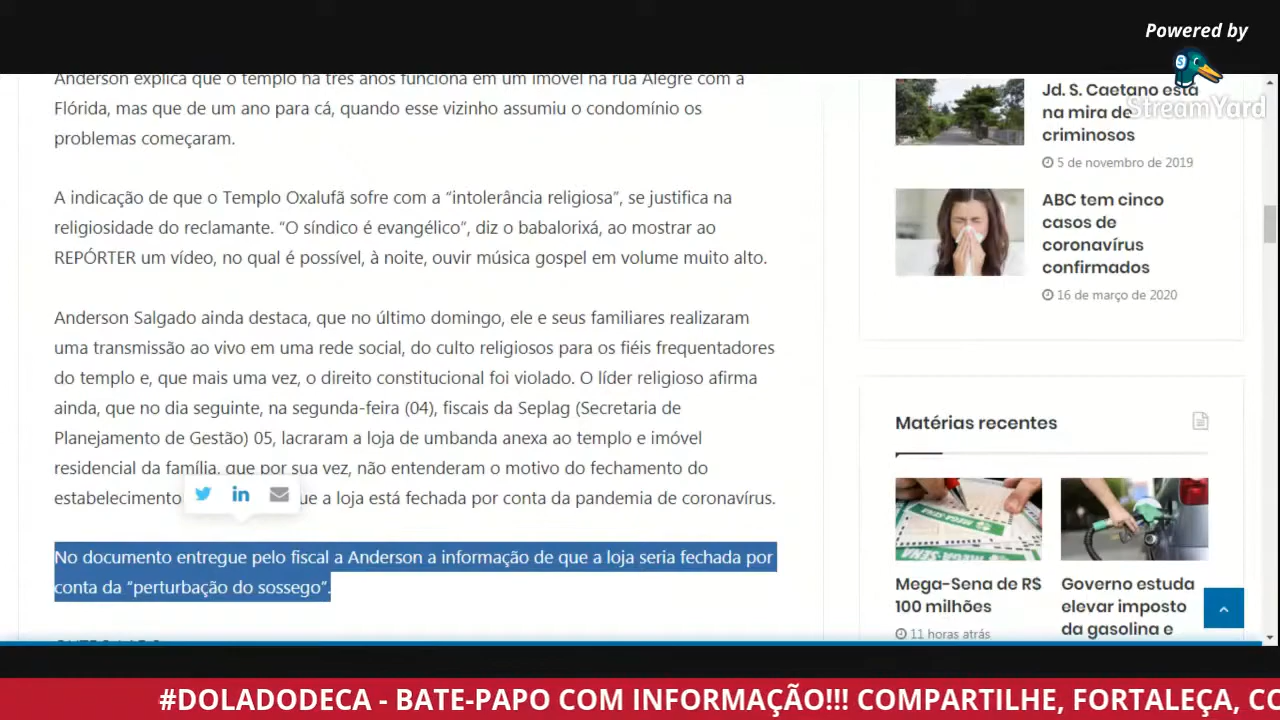 Powered by
StreamYard
Anderson explica que o templo há três anos funciona em um imóvel na rua Alegre com a
Flórida, mas que de um ano para cá, quando esse vizinho assumiu o condomínio os
problemas começaram.
A indicação de que o Templo Oxalufã sofre com a “intolerância religiosa”, se justifica na
religiosidade do reclamante. “O síndico é evangélico”, diz o babalorixá, ao mostrar ao
REPÓRTER um vídeo, no qual é possível, à noite, ouvir música gospel em volume muito alto.
Anderson Salgado ainda destaca, que no último domingo, ele e seus familiares realizaram
uma transmissão ao vivo em uma rede social, do culto religiosos para os fiéis frequentadores
do templo e, que mais uma vez, o direito constitucional foi violado. O líder religioso afirma
ainda, que no dia seguinte, na segunda-feira (04), fiscais da Seplag (Secretaria de
Planejamento de Gestão) 05, lacraram a loja de umbanda anexa ao templo e imóvel
residencial da família, que por sua vez, não entenderam o motivo do fechamento do
estabelecimento ue a loja está fechada por conta da pandemia de coronavírus.
No documento entregue pelo fiscal a Anderson a informação de que a loja seria fechada por
conta da “perturbação do sossego”.
Jd. S. Caetano está
na mira de
criminosos
5 de novembro de 2019
ABC tem cinco
casos de
coronavírus
confirmados
16 de março de 2020
Matérias recentes
MEGA-SENA
Mega-Sena de R$
100 milhões
11 horas atrás
Governo estuda
elevar imposto
da gasolina e
#DOLADODECA - BATE-PAPO COM INFORMAÇÃO!!! COMPARTILHE, FORTALEÇA, CO